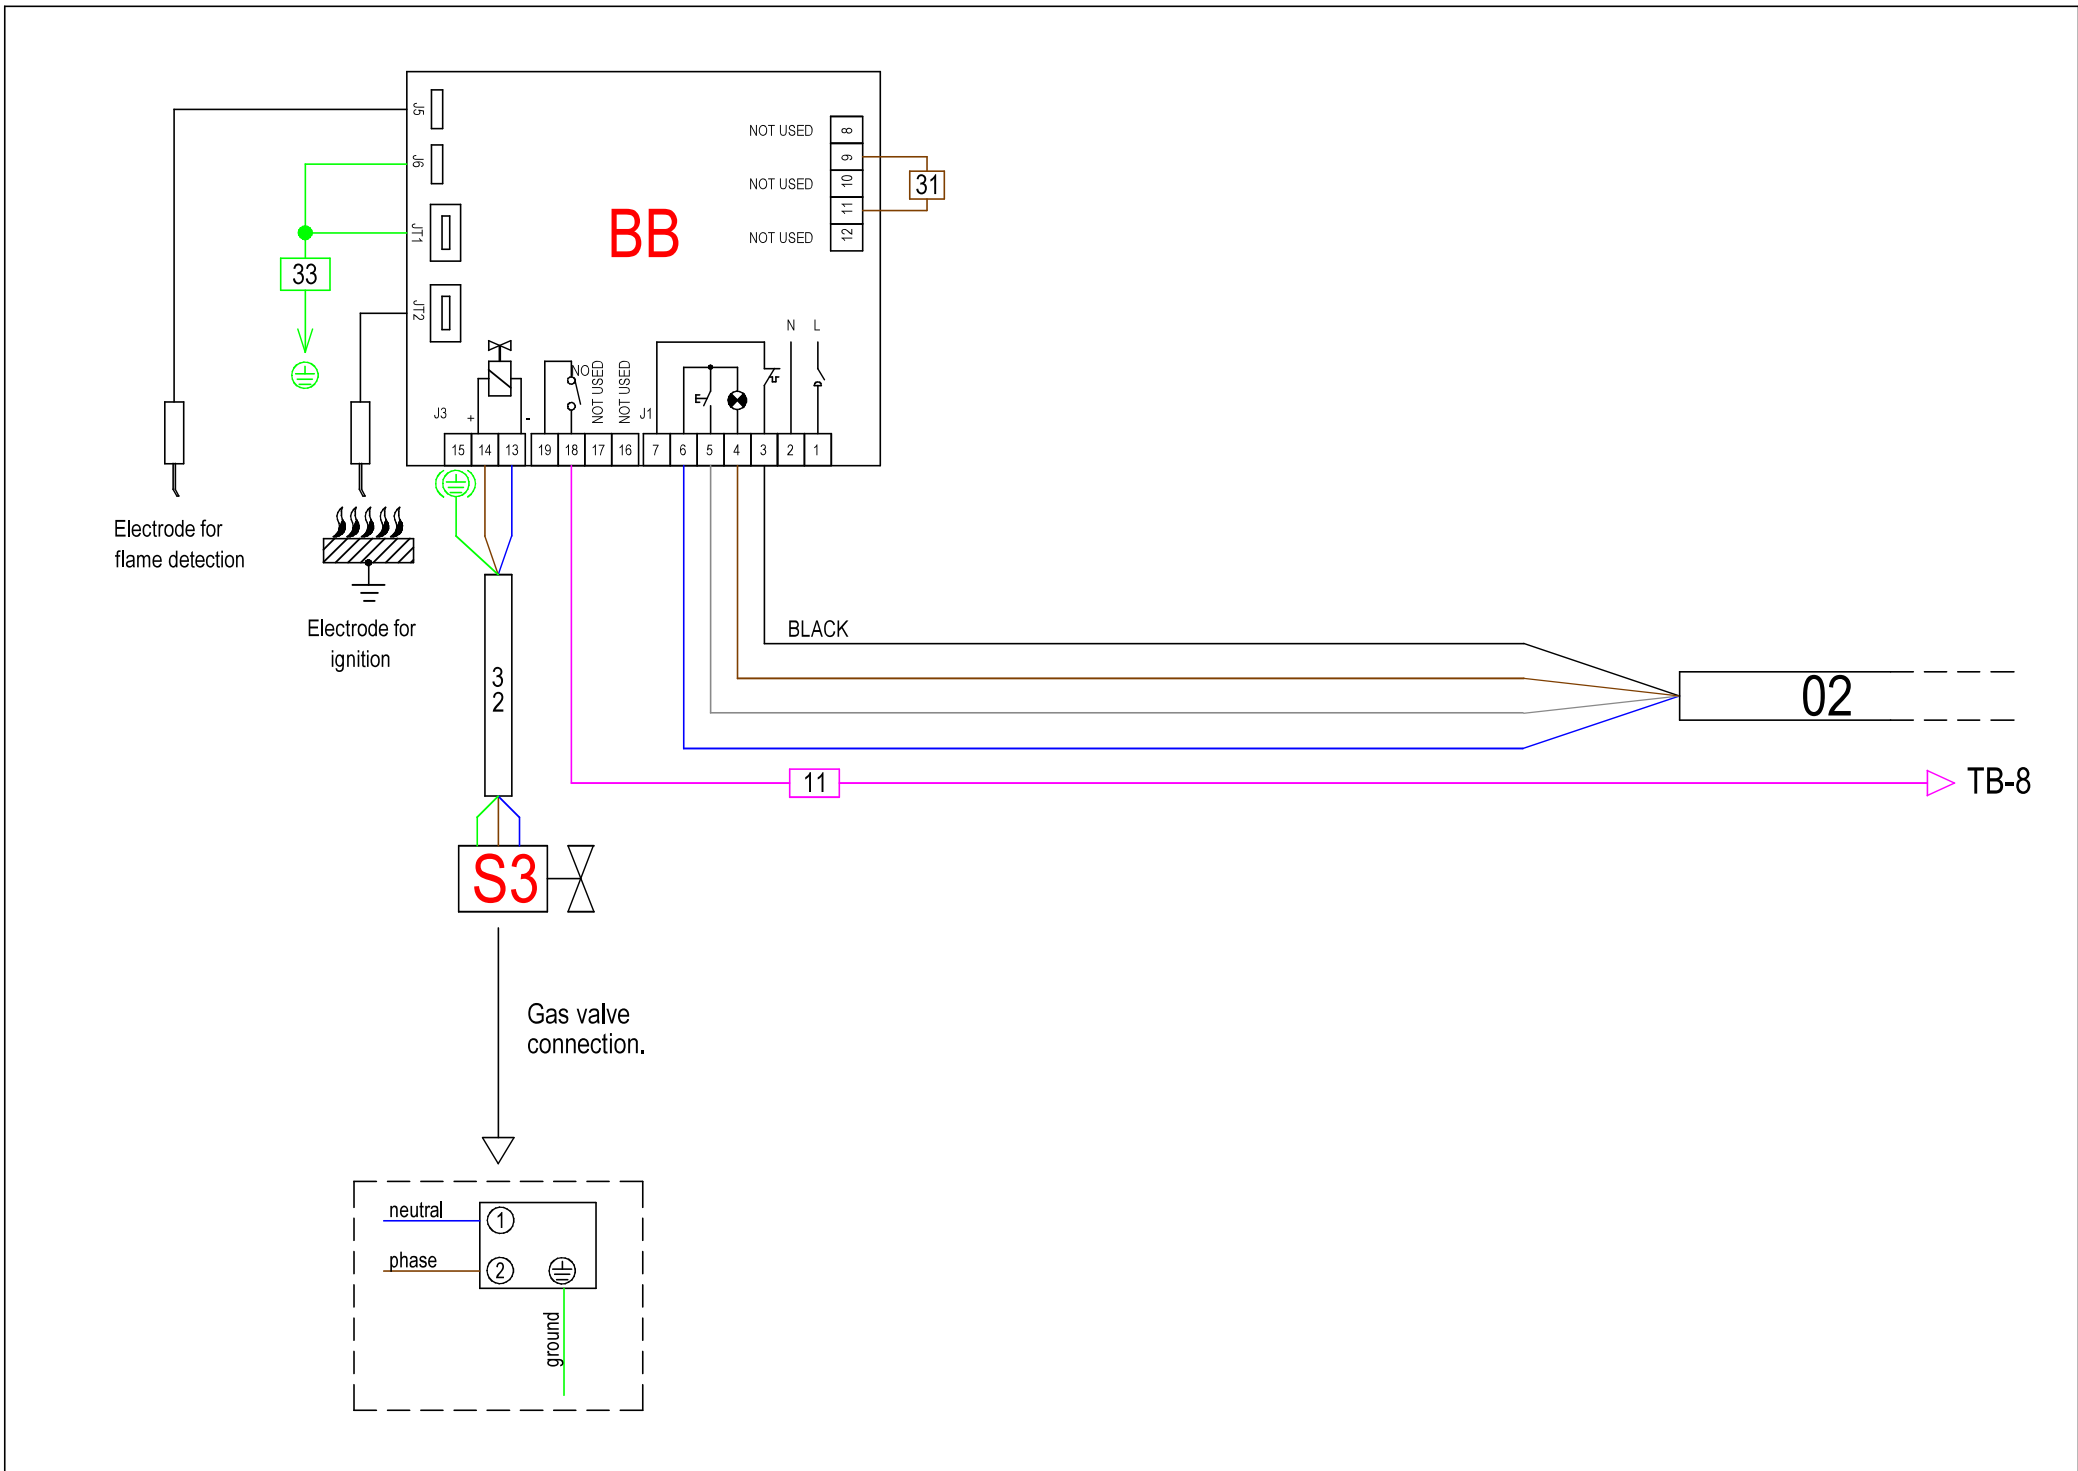 J5
J6
JT1
JT2
33
BB
NOT USED
8
9
NOT USED
10
11
NOT USED
12
31
N L
NO
NOT USED
NOT USED
J3
+
-
J1
15 14 13 19 18 17 16 7 6 5 4 3 2 1
Electrode for
flame detection
Electrode for
ignition
BLACK
3
2
02
11
TB-8
S3
Gas valve
connection.
neutral
1
phase
2
ground